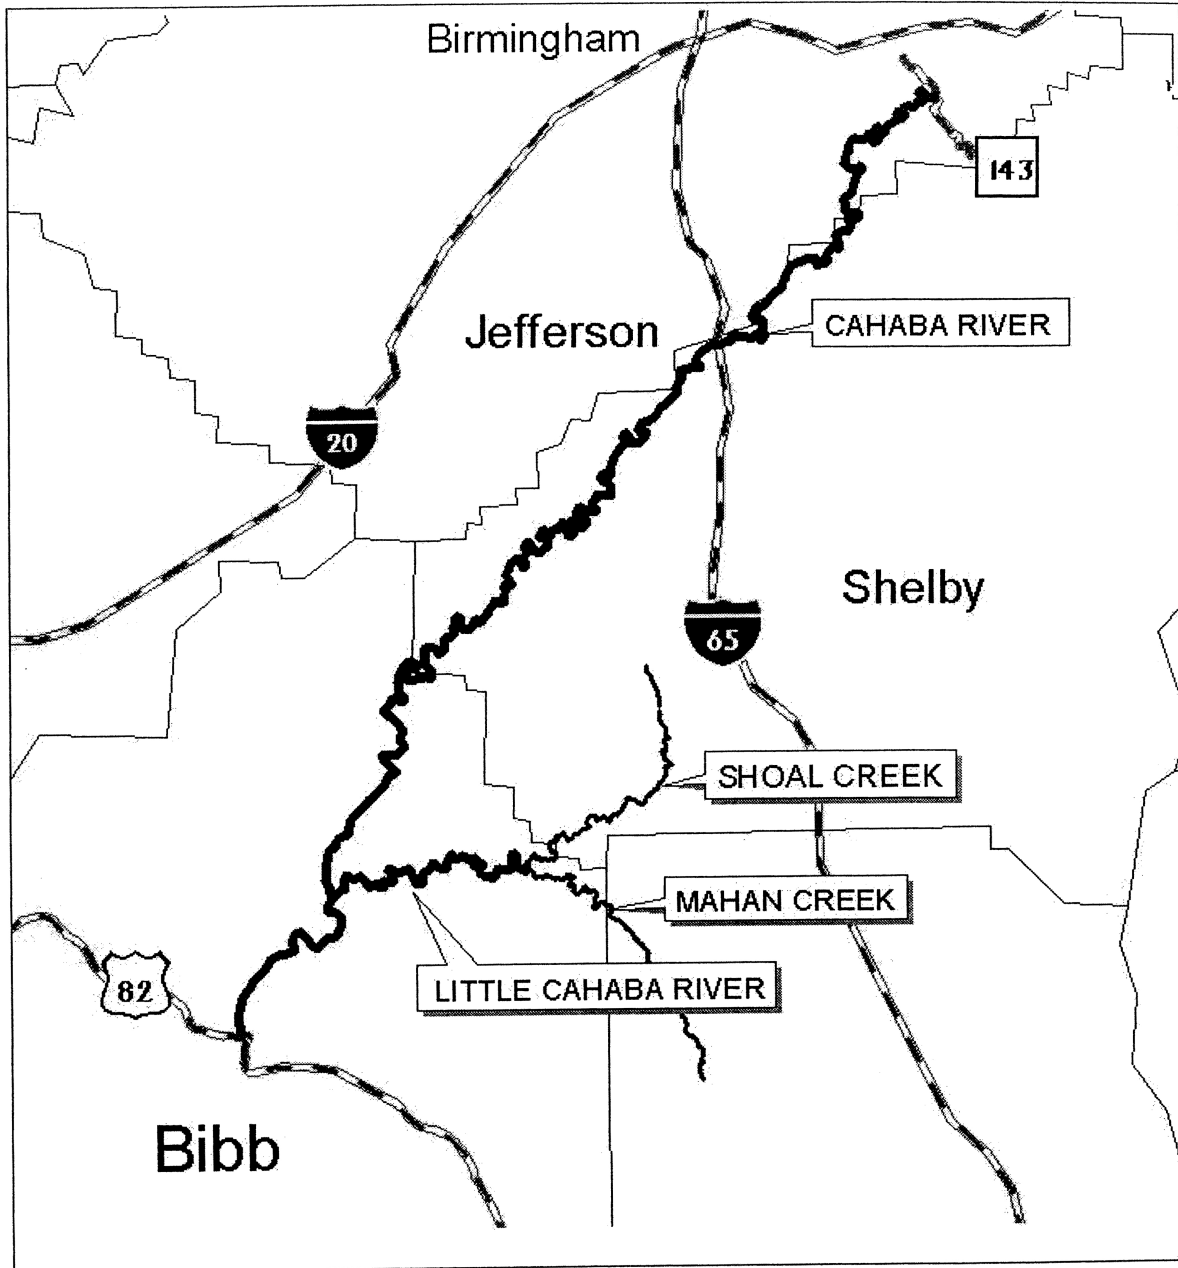 Birmingham
143
Jefferson
CAHABA RIVER
20
Shelby
65
SHOAL CREEK
MAHAN CREEK
82
LITTLE CAHABA RIVER
Bibb